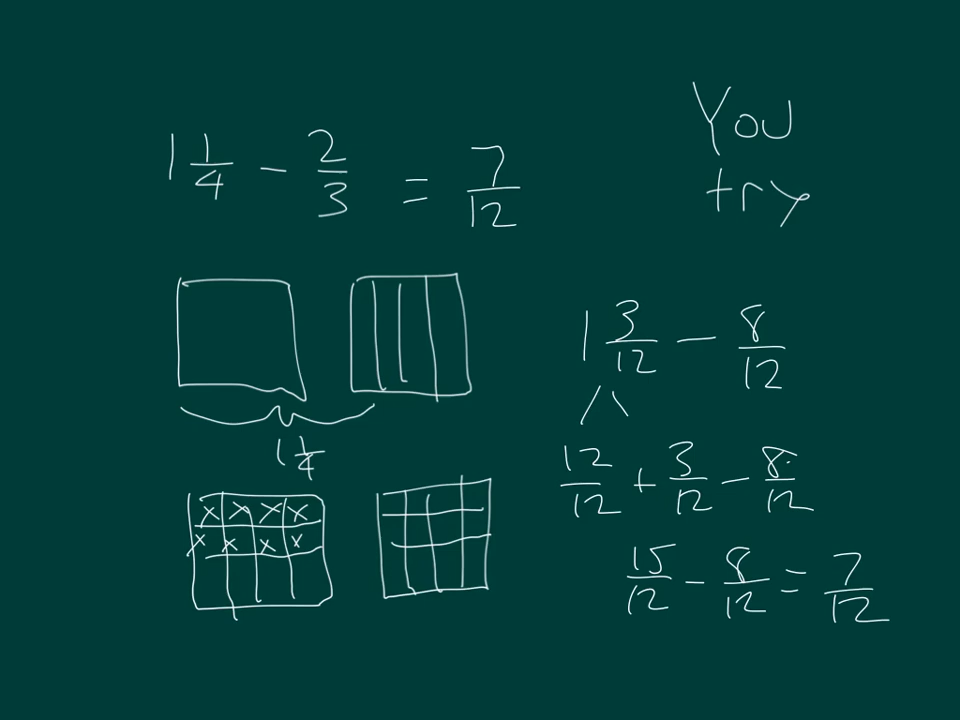 1 1/4 - 2/3 = 7/12
You
try
1 3/12 - 8/12
1 1/4
12/12 + 3/12 - 8/12
x x x x
x x x x
15/12 - 8/12 = 7/12